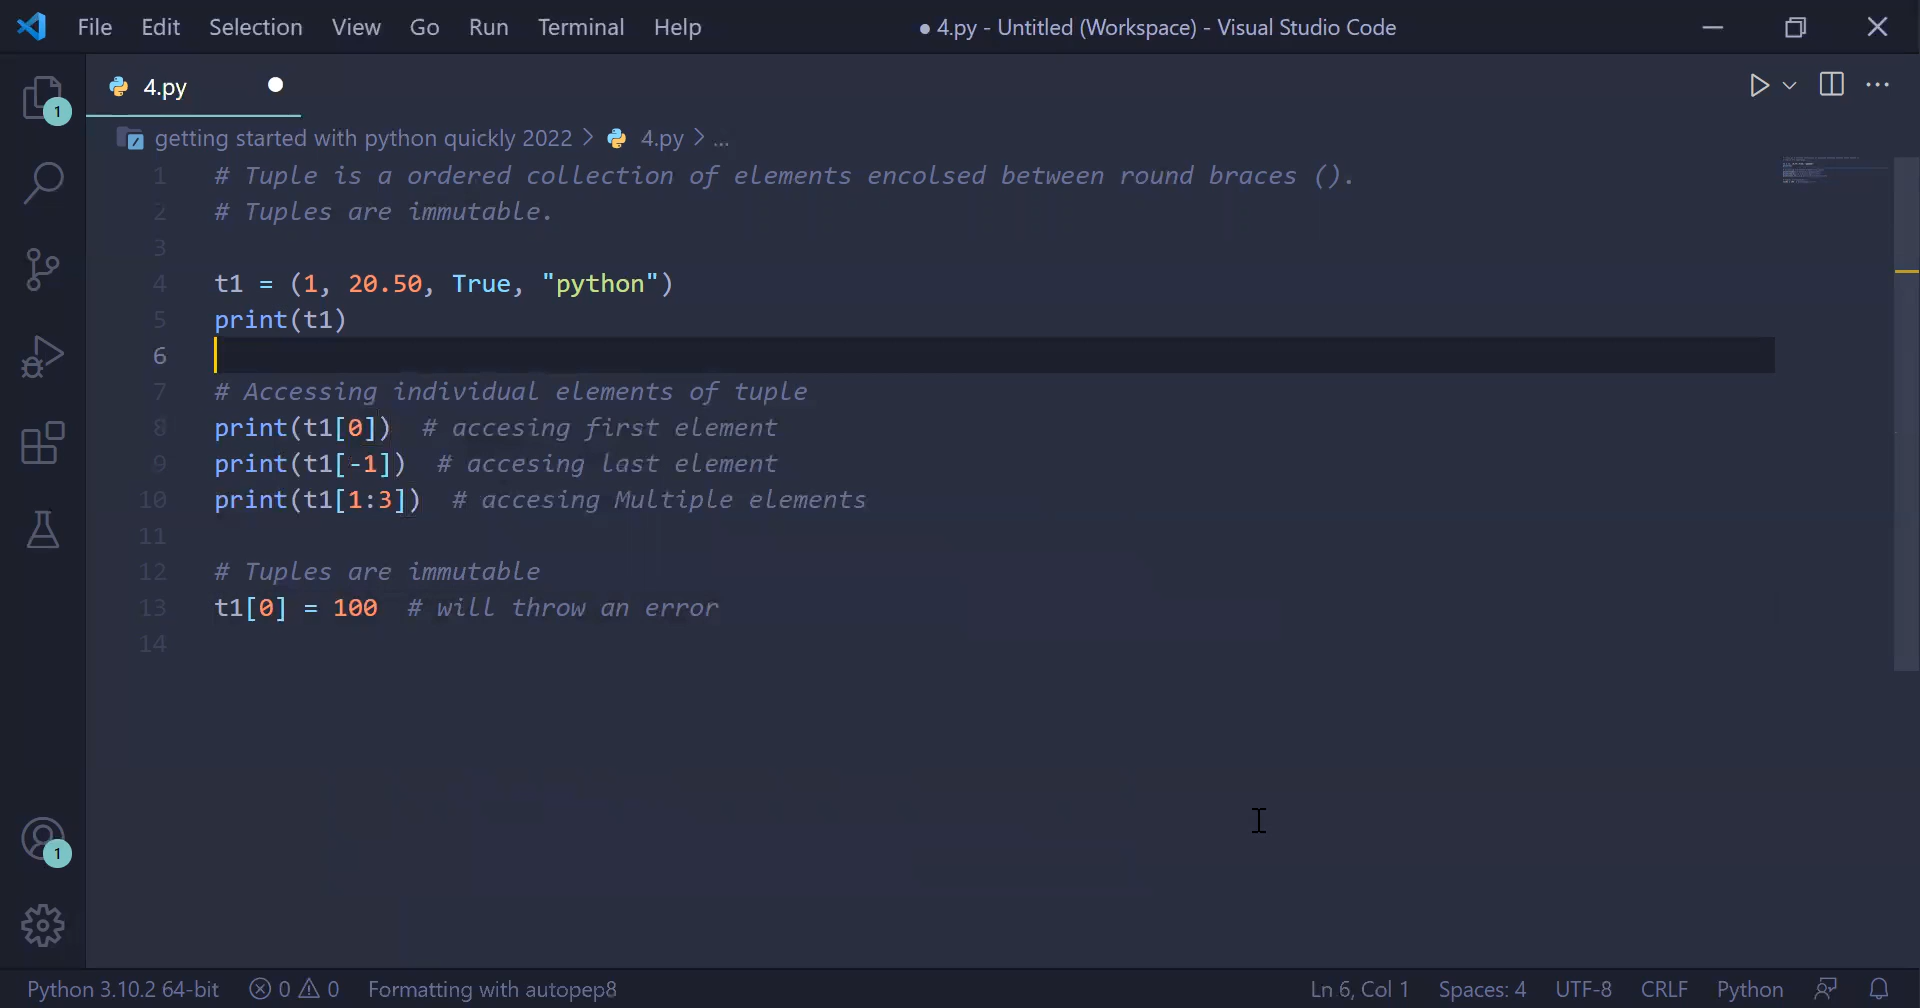 File Edit Selection View Go Run Terminal Help
● 4.py - Untitled (Workspace) - Visual Studio Code
4.py
1
getting started with python quickly 2022 > 4.py > ...
1 # Tuple is a ordered collection of elements encolsed between round braces ().
2 # Tuples are immutable.
3
4 t1 = (1, 20.50, True, "python")
5 print(t1)
6
7 # Accessing individual elements of tuple
8 print(t1[0])  # accesing first element
9 print(t1[-1])  # accesing last element
10 print(t1[1:3])  # accesing Multiple elements
11
12 # Tuples are immutable
13 t1[0] = 100  # will throw an error
14
1
Python 3.10.2 64-bit 0 0 Formatting with autopep8 Ln 6, Col 1 Spaces: 4 UTF-8 CRLF Python